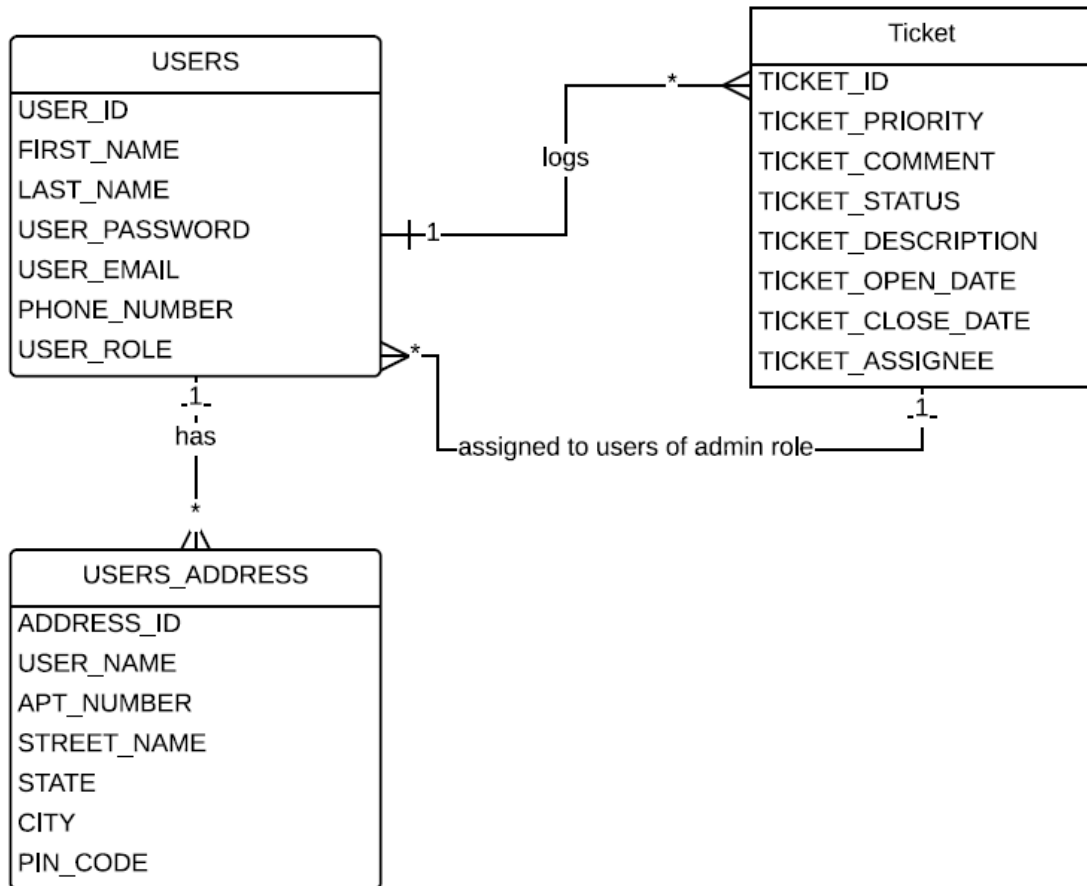 USERS
USER_ID
FIRST_NAME
LAST_NAME
USER_PASSWORD
USER_EMAIL
PHONE_NUMBER
USER_ROLE
Ticket
TICKET_ID
TICKET_PRIORITY
TICKET_COMMENT
TICKET_STATUS
TICKET_DESCRIPTION
TICKET_OPEN_DATE
TICKET_CLOSE_DATE
TICKET_ASSIGNEE
*
logs
1
*
1
assigned to users of admin role
1
has
*
USERS_ADDRESS
ADDRESS_ID
USER_NAME
APT_NUMBER
STREET_NAME
STATE
CITY
PIN_CODE